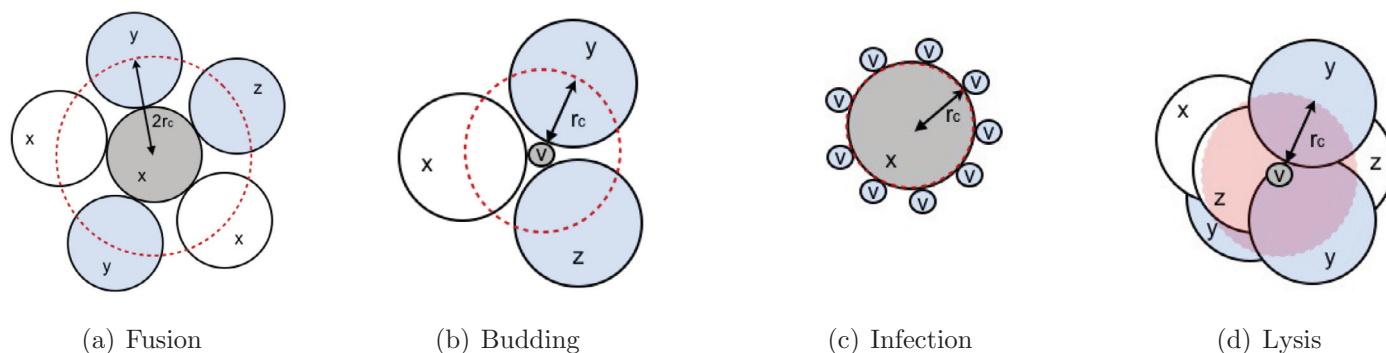 y
z
2rc
x
x
x
y
y
rc
x
v
z
v
v
v
v
v
rc
v
v
x
v
v
v
y
x
rc
z
v
z
y
y
(a) Fusion
(b) Budding
(c) Infection
(d) Lysis